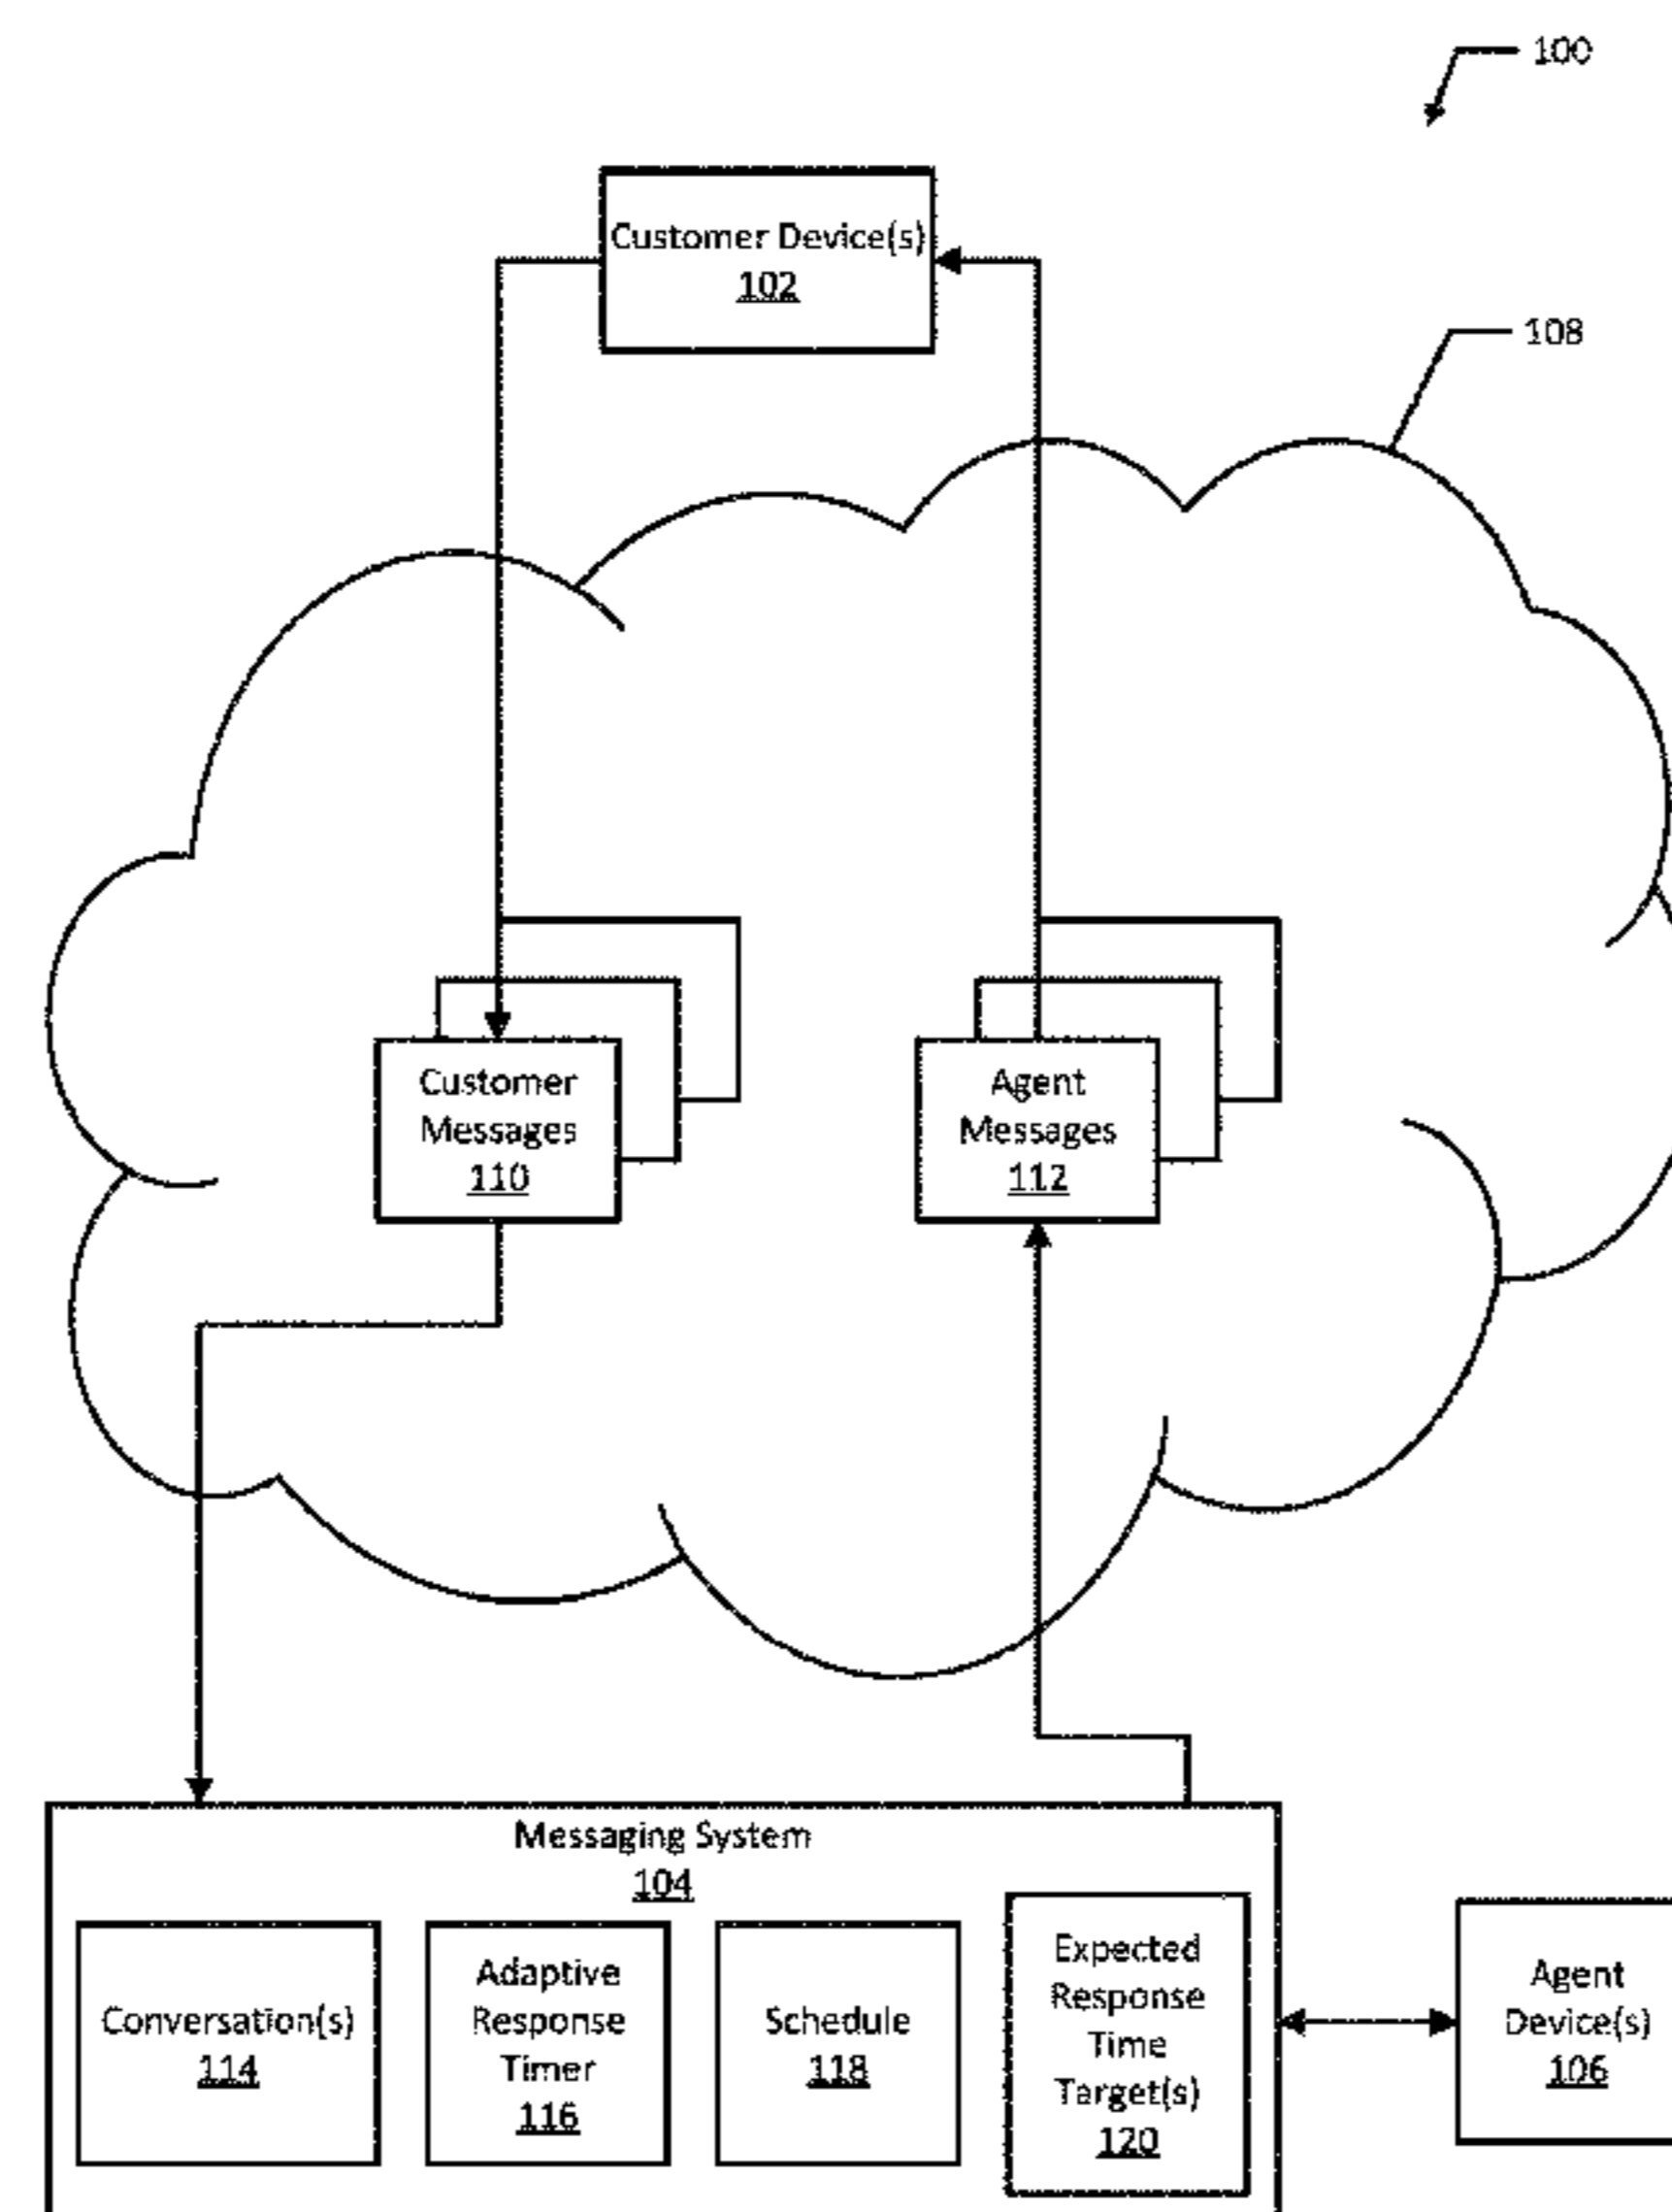 100
Customer Device(s)
102
108
Customer
Messages
110
Agent
Messages
112
Messaging System
104
Conversation(s)
114
Adaptive
Response
Timer
116
Schedule
118
Expected
Response
Time
Target(s)
120
Agent
Device(s)
106